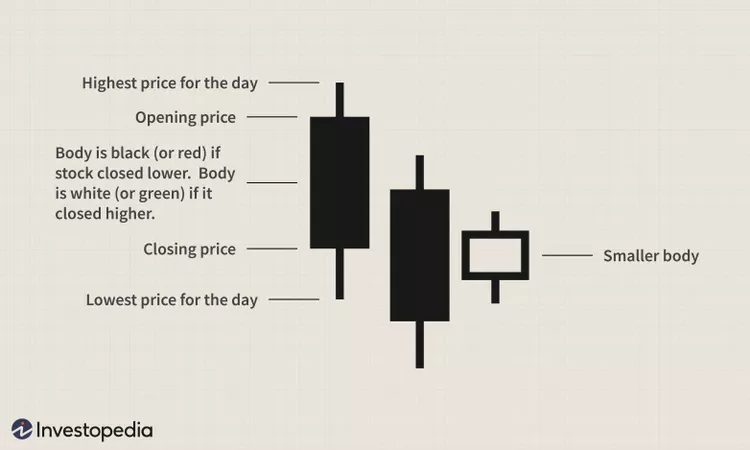 Highest price for the day
Opening price
Body is black (or red) if
stock closed lower.  Body
is white (or green) if it
closed higher.
Closing price
Lowest price for the day
Smaller body
Investopedia